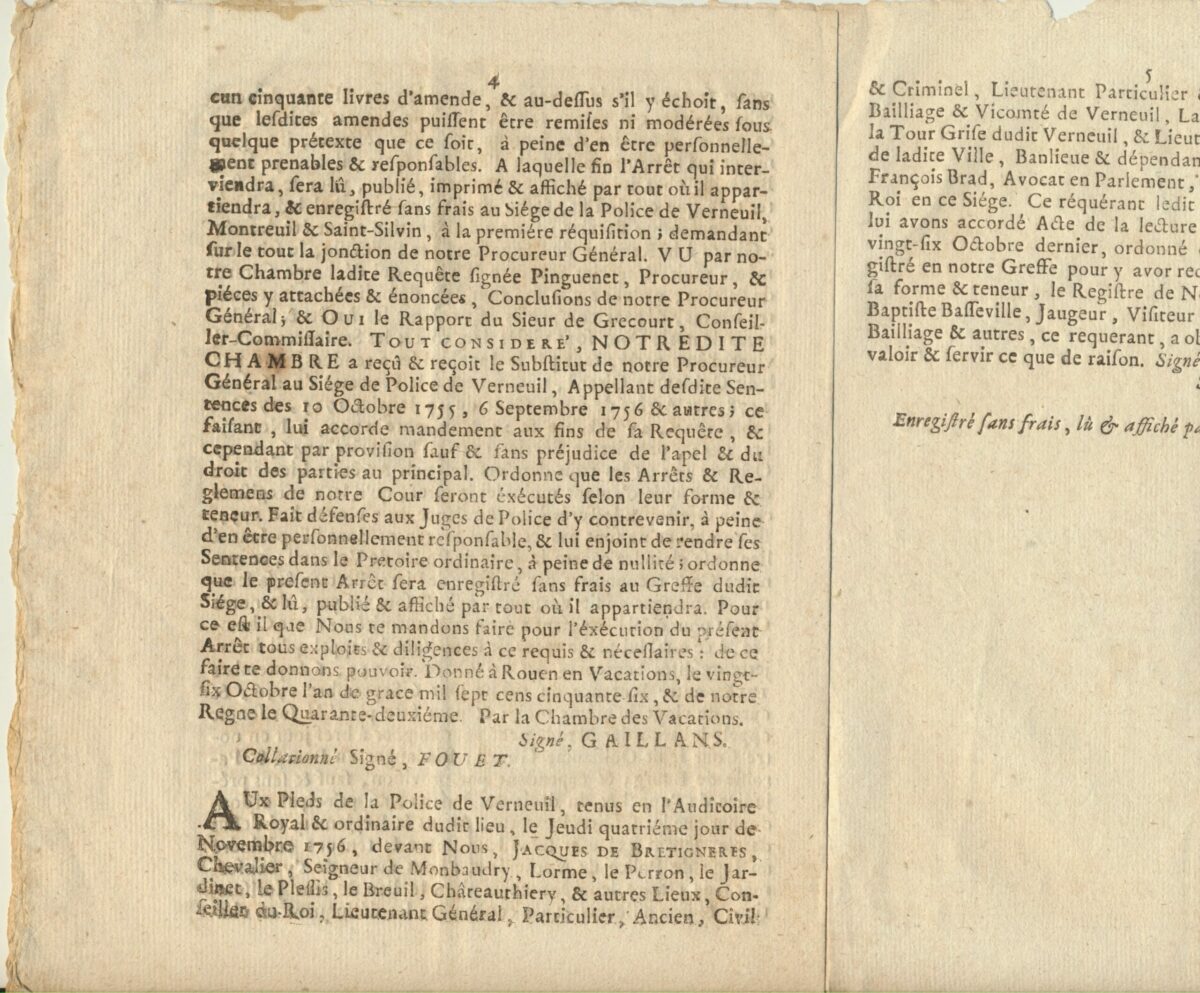 4
cun cinquante livres d'amende, & au-dessus s'il y échoit, sans
que lesdites amendes puissent être remises ni modérées sous
quelque prétexte que ce soit, à peine d'en être personnelle-
ment prenables & responsables. A laquelle fin l'Arrêt qui inter-
viendra, sera lû, publié, imprimé & affiché par tout où il appar-
tiendra, & enregistré sans frais au Siége de la Police de Verneuil,
Montreuil & Saint-Silvin, à la premiére réquisition; demandant
sur le tout la jonction de notre Procureur Général. VU par no-
tre Chambre ladite Requête signée Pinguenet, Procureur, &
piéces y attachées & énoncées, Conclusions de notre Procureur
Général; & OUI le Rapport du Sieur de Grecourt, Conseil-
ler-Commissaire. TOUT CONSIDERE', NOTREDITE
CHAMBRE a reçû & reçoit le Substitut de notre Procureur
Général au Siége de Police de Verneuil, Appellant desdite Sen-
tences des 10 Octobre 1755, 6 Septembre 1756 & autres; ce
faisant, lui accorde mandement aux fins de sa Requête, &
cependant par provision sauf & sans préjudice de l'apel & du
droit des parties au principal. Ordonne que les Arrêts & Re-
glemens de notre Cour seront éxécutés selon leur forme &
teneur. Fait défenses aux Juges de Police d'y contrevenir, à peine
d'en être personnellement responsable, & lui enjoint de rendre ses
Sentences dans le Pretoire ordinaire, à peine de nullité; ordonne
que le présent Arrêt sera enregistré sans frais au Greffe dudit
Siége, & lû, publié & affiché par tout où il appartiendra. Pour
ce est il que Nous te mandons faire pour l'éxécution du présent
Arrêt tous exploits & diligences à ce requis & nécessaires: de ce
faire te donnons pouvoir. Donné à Rouen en Vacations, le vingt-
six Octobre l'an de grace mil sept cens cinquante-six, & de notre
Regne le Quarante-deuxiéme. Par la Chambre des Vacations.
Signé, GAILLANS.
Collationné Signé, FOUET.
AUx Pleds de la Police de Verneuil, tenus en l'Auditoire
Royal & ordinaire dudit lieu, le Jeudi quatriéme jour de
Novembre 1756, devant Nous, JACQUES DE BRETIGNERES,
Chevalier, Seigneur de Monbaudry, Lorme, le Perron, le Jar-
dinet, le Plessis, le Breuil, Châteauthiery, & autres Lieux, Con-
seiller du Roi, Lieutenant Général, Particulier, Ancien, Civil
5
& Criminel, Lieutenant Particulier
Bailliage & Vicomté de Verneuil, La
la Tour Grise dudit Verneuil, & Lieut
de ladite Ville, Banlieue & dépendan
François Brad, Avocat en Parlement,
Roi en ce Siége. Ce réquérant ledit
lui avons accordé Acte de la lecture
vingt-six Octobre dernier, ordonné
gistré en notre Greffe pour y avor rec
sa forme & teneur, le Registre de N
Baptiste Basseville, Jaugeur, Visiteur
Bailliage & autres, ce requerant, a ob
valoir & servir ce que de raison. Signé
Enregistré sans frais, lû & affiché pa